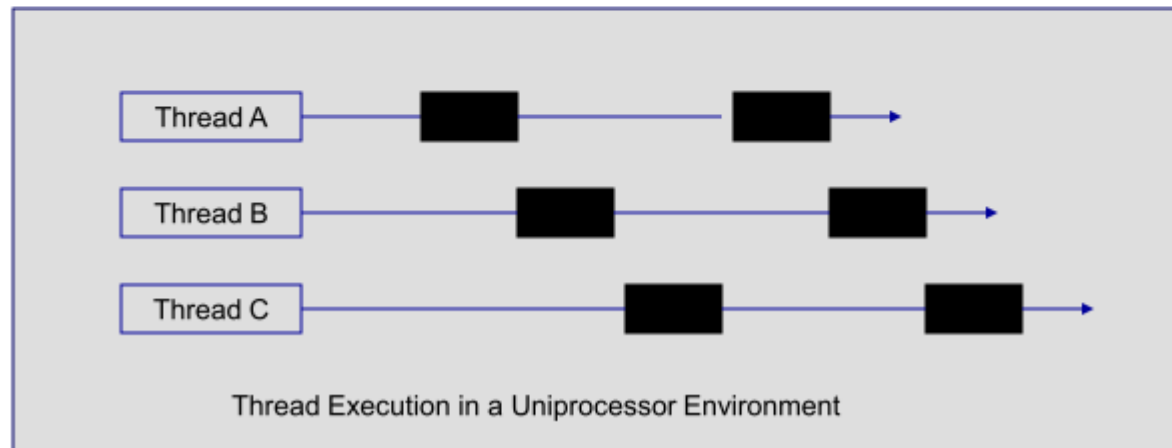 Thread A
Thread B
Thread C
Thread Execution in a Uniprocessor Environment